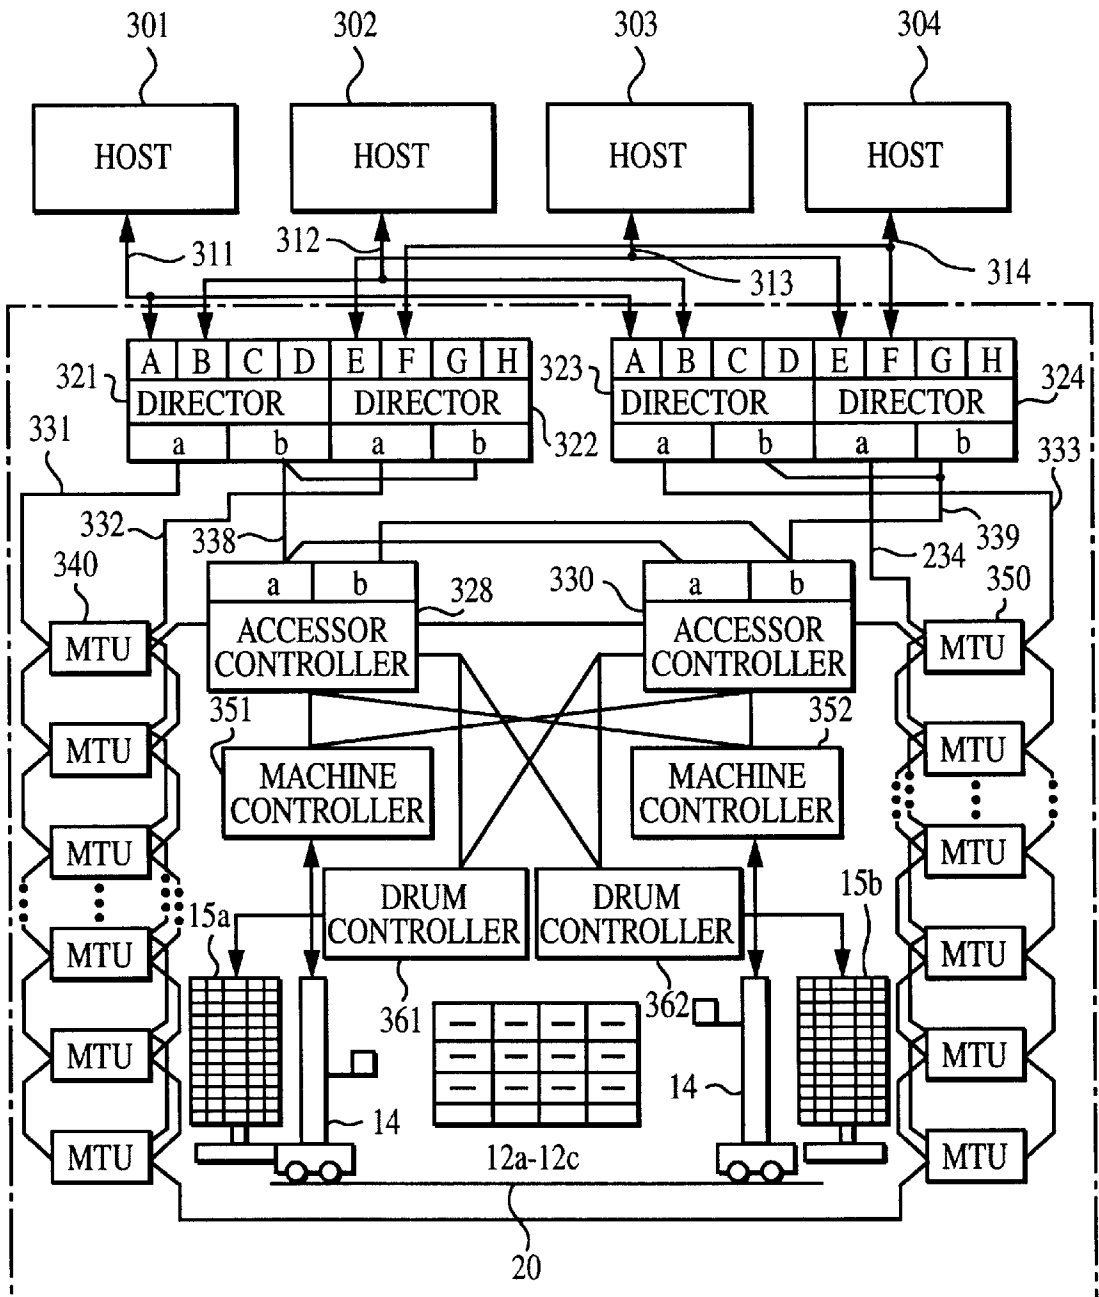 301 302 303 304
HOST HOST HOST HOST
311 312 313 314
A B C D E F G H A B C D E F G H
321 DIRECTOR DIRECTOR 322 323 DIRECTOR DIRECTOR 324
a b a b a b a b
331 332 338 339 333
340 234 350
a b a b
328 330
ACCESSOR CONTROLLER
ACCESSOR CONTROLLER
MTU MTU
351 352
MTU MTU
MACHINE CONTROLLER
MACHINE CONTROLLER
MTU MTU
DRUM CONTROLLER
DRUM CONTROLLER
15a 15b
MTU MTU
361 362
MTU MTU
14 14
MTU MTU
12a-12c
20